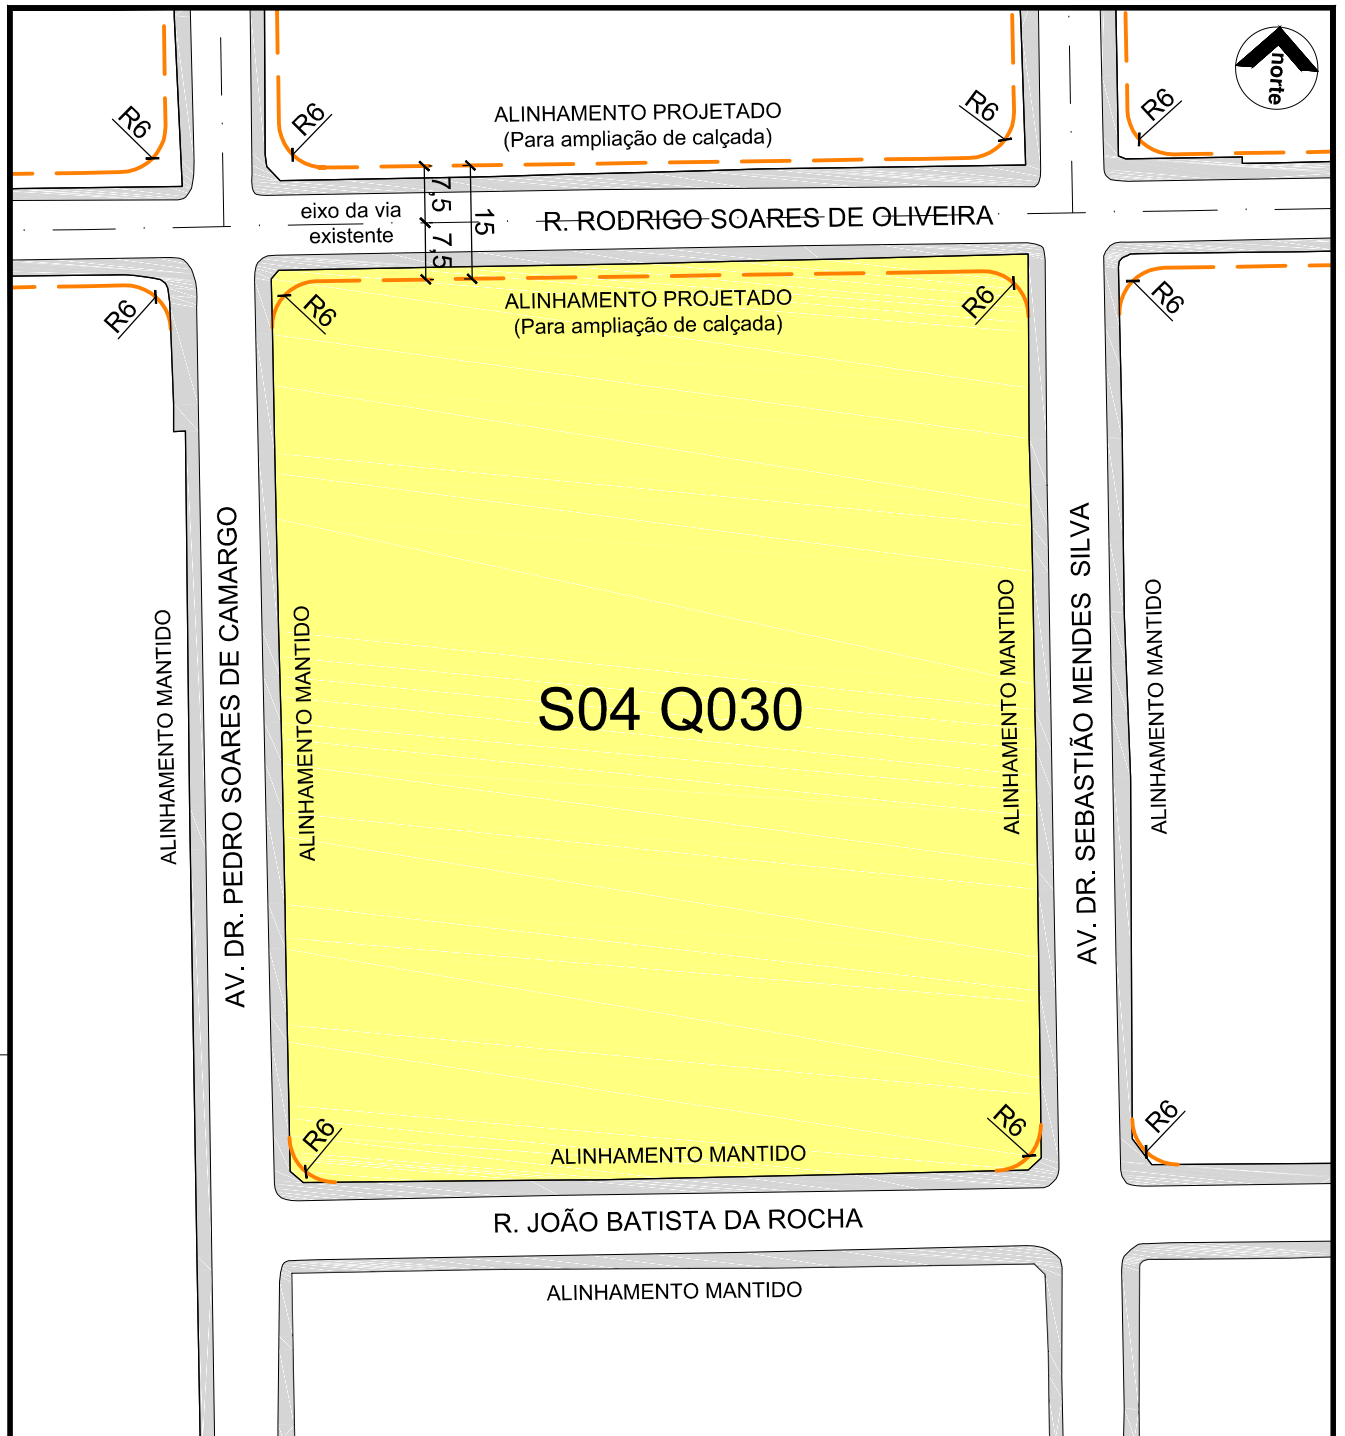 norte
R6
R6
ALINHAMENTO PROJETADO
(Para ampliação de calçada)
R6
R6
7,5
15
eixo da via
existente
R. RODRIGO SOARES DE OLIVEIRA
7,5
R6
R6
ALINHAMENTO PROJETADO
(Para ampliação de calçada)
R6
R6
ALINHAMENTO MANTIDO
AV. DR. PEDRO SOARES DE CAMARGO
ALINHAMENTO MANTIDO
S04 Q030
ALINHAMENTO MANTIDO
AV. DR. SEBASTIÃO MENDES SILVA
ALINHAMENTO MANTIDO
R6
ALINHAMENTO MANTIDO
R6
R6
R. JOÃO BATISTA DA ROCHA
ALINHAMENTO MANTIDO